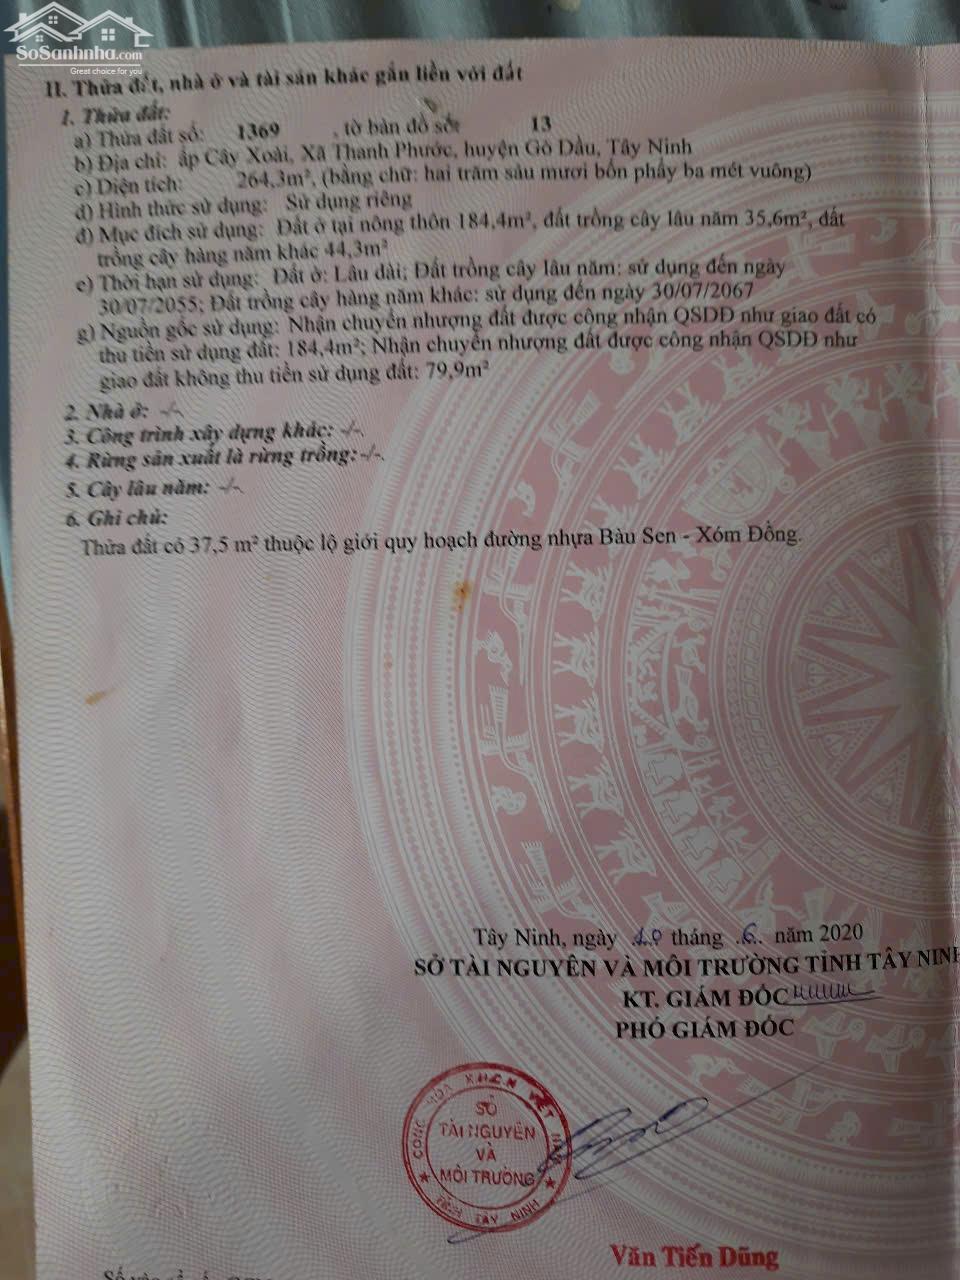 SoSanhnha.com
Great choice for you
II. Thửa đất, nhà ở và tài sản khác gắn liền với đất
1. Thửa đất:
a) Thửa đất số: 1369 , tờ bản đồ số: 13
b) Địa chỉ: ấp Cây Xoài, Xã Thanh Phước, huyện Gò Dầu, Tây Ninh
c) Diện tích: 264,3m², (bằng chữ: hai trăm sáu mươi bốn phẩy ba mét vuông)
d) Hình thức sử dụng: Sử dụng riêng
đ) Mục đích sử dụng: Đất ở tại nông thôn 184,4m², đất trồng cây lâu năm 35,6m², đất
trồng cây hàng năm khác 44,3m²
e) Thời hạn sử dụng: Đất ở: Lâu dài; Đất trồng cây lâu năm: sử dụng đến ngày
30/07/2055; Đất trồng cây hàng năm khác: sử dụng đến ngày 30/07/2067
g) Nguồn gốc sử dụng: Nhận chuyển nhượng đất được công nhận QSDĐ như giao đất có
thu tiền sử dụng đất: 184,4m²; Nhận chuyển nhượng đất được công nhận QSDĐ như
giao đất không thu tiền sử dụng đất: 79,9m²
2. Nhà ở: -/-.
3. Công trình xây dựng khác: -/-.
4. Rừng sản xuất là rừng trồng: -/-.
5. Cây lâu năm: -/-.
6. Ghi chú:
Thửa đất có 37,5 m² thuộc lộ giới quy hoạch đường nhựa Bàu Sen - Xóm Đồng.
Tây Ninh, ngày 10 tháng .6. năm 2020
SỞ TÀI NGUYÊN VÀ MÔI TRƯỜNG TỈNH TÂY NINH
KT. GIÁM ĐỐC
PHÓ GIÁM ĐỐC
CỘNG HÒA XHCN VIỆT NAM
SỞ
TÀI NGUYÊN
VÀ
MÔI TRƯỜNG
TỈNH TÂY NINH
Văn Tiến Dũng